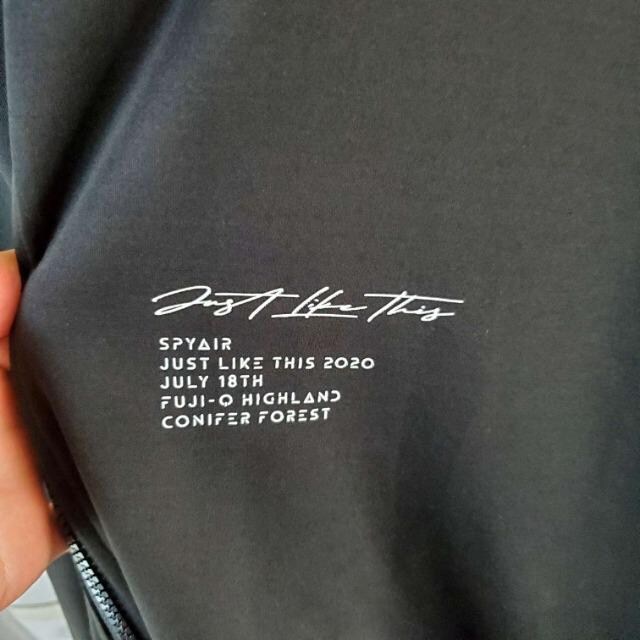 Just Like This
SPYAIR
JUST LIKE THIS 2020
JULY 18TH
FUJI-Q HIGHLAND
CONIFER FOREST